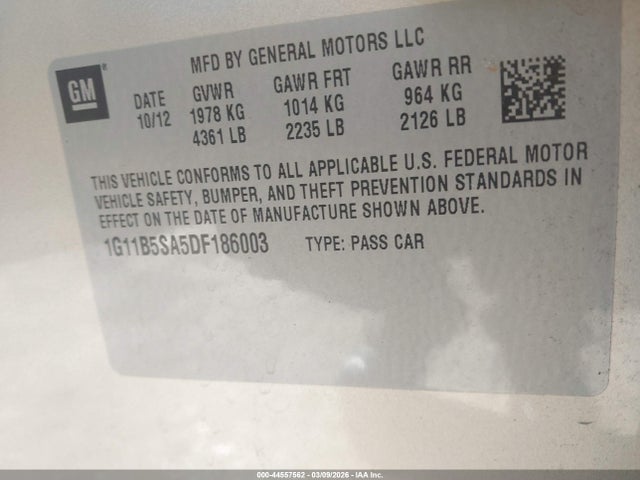 MFD BY GENERAL MOTORS LLC
GM®
DATE GVWR GAWR FRT GAWR RR
10/12 1978 KG 1014 KG 964 KG
4361 LB 2235 LB 2126 LB
THIS VEHICLE CONFORMS TO ALL APPLICABLE U.S. FEDERAL MOTOR
VEHICLE SAFETY, BUMPER, AND THEFT PREVENTION STANDARDS IN
EFFECT ON THE DATE OF MANUFACTURE SHOWN ABOVE.
1G11B5SA5DF186003 TYPE: PASS CAR
000-44557562 - 03/09/2026 - IAA Inc.